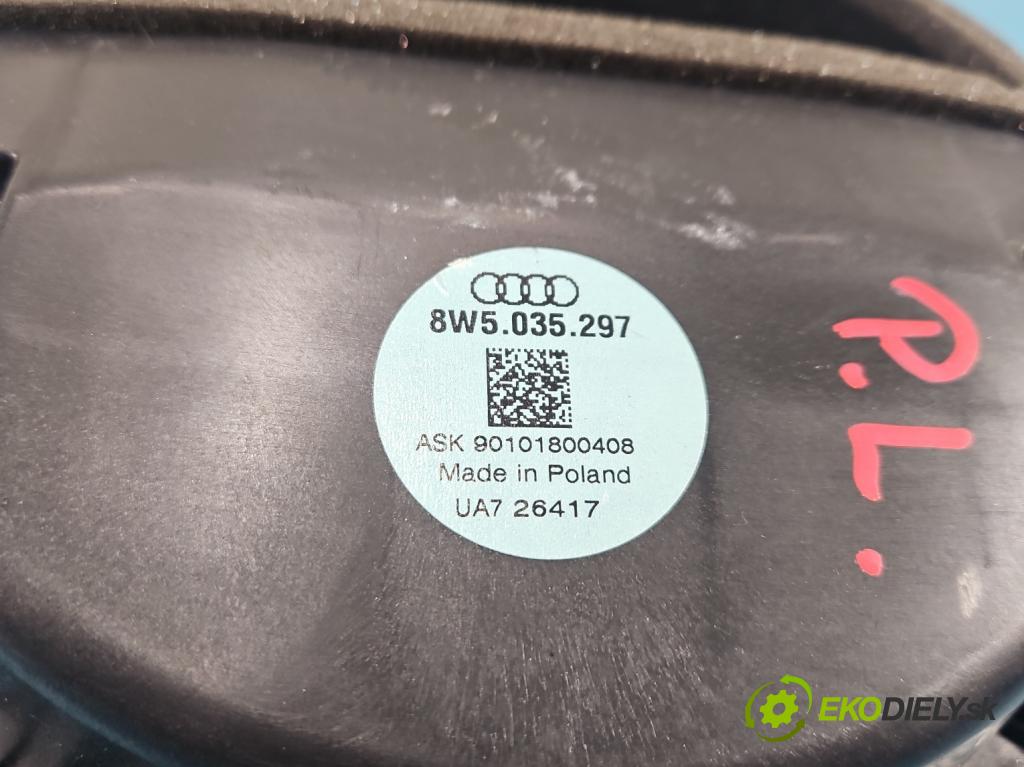 8W5.035.297
ASK 90101800408
Made in Poland
UA7 26417
P.L.
EKODIELY.sk